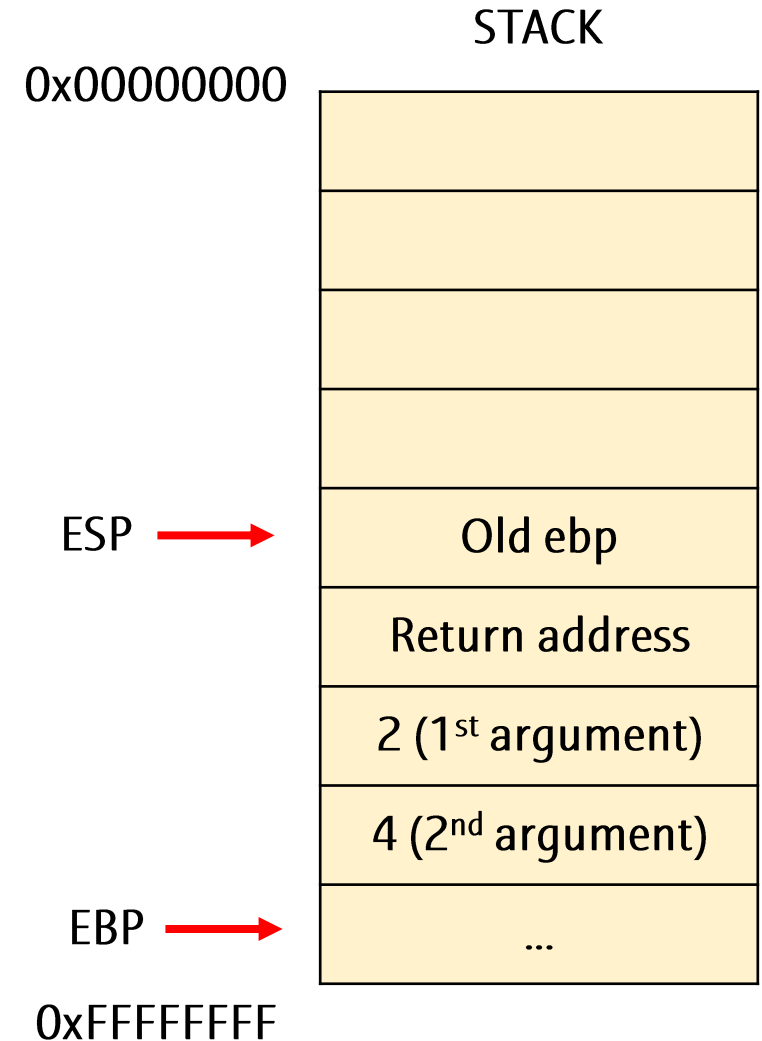 STACK
0x00000000
ESP
Old ebp
Return address
2 (1st argument)
4 (2nd argument)
EBP
...
0xFFFFFFFF